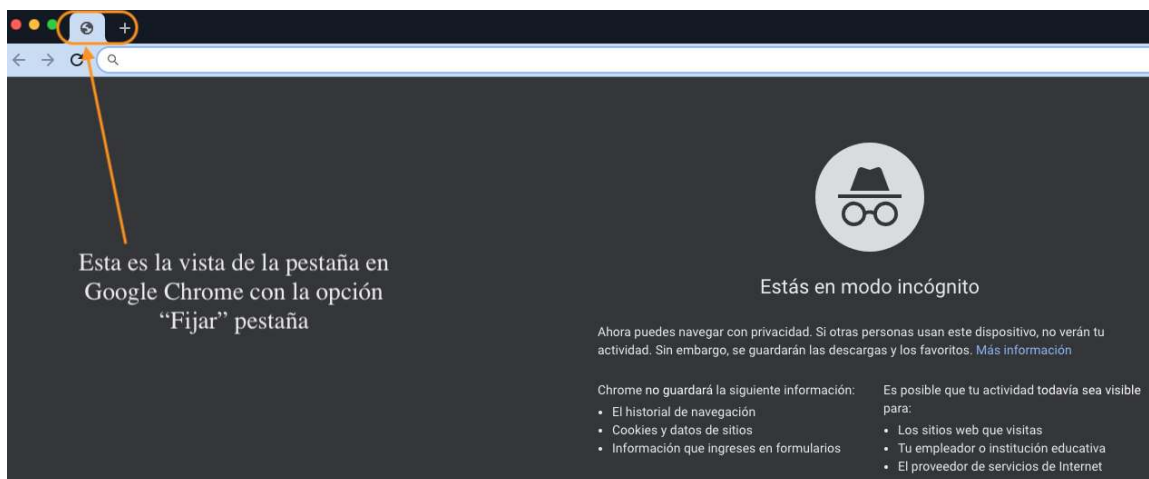 Esta es la vista de la pestaña en
Google Chrome con la opción
“Fijar” pestaña
Estás en modo incógnito
Ahora puedes navegar con privacidad. Si otras personas usan este dispositivo, no verán tu
actividad. Sin embargo, se guardarán las descargas y los favoritos. Más información
Chrome no guardará la siguiente información:
• El historial de navegación
• Cookies y datos de sitios
• Información que ingreses en formularios
Es posible que tu actividad todavía sea visible
para:
• Los sitios web que visitas
• Tu empleador o institución educativa
• El proveedor de servicios de Internet